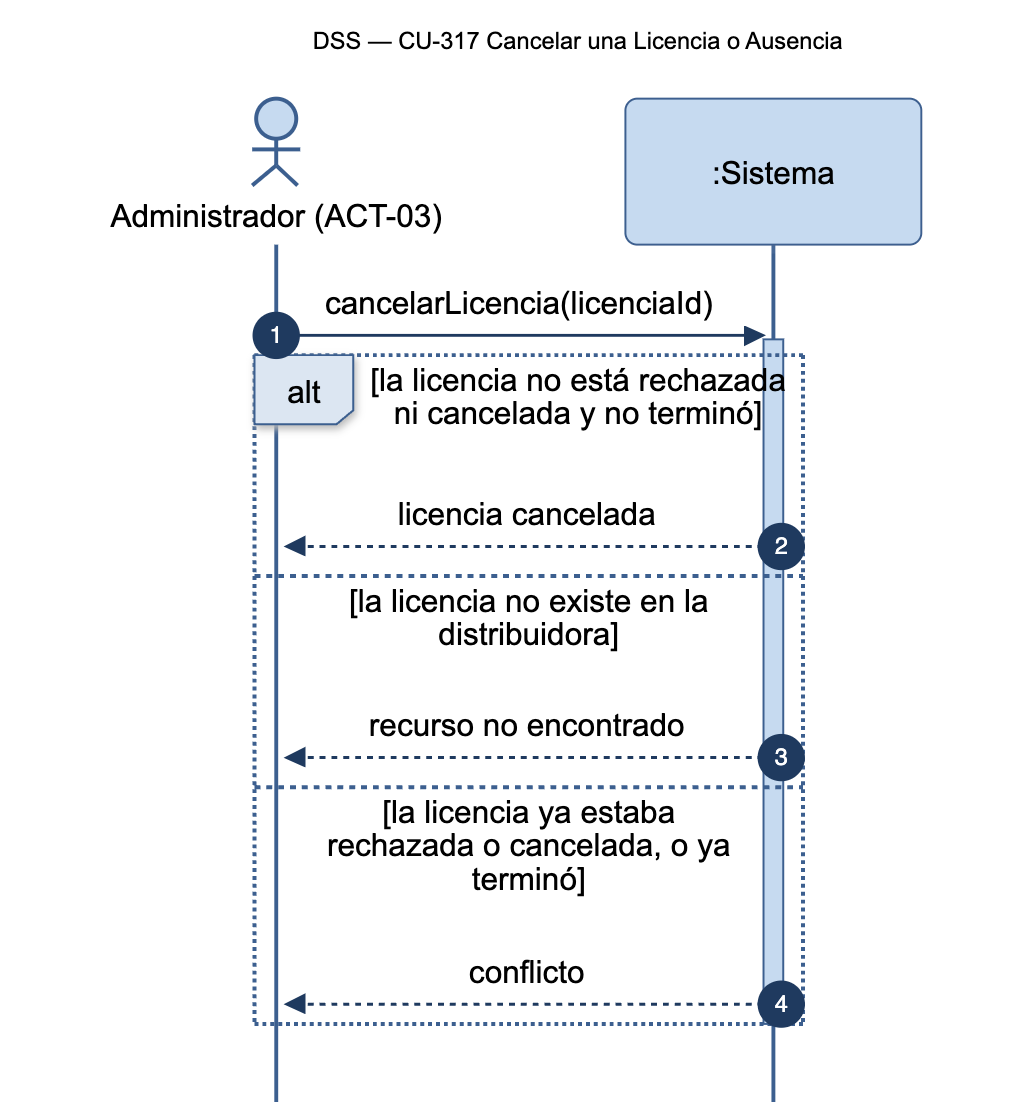 DSS — CU-317 Cancelar una Licencia o Ausencia
:Sistema
Administrador (ACT-03)
cancelarLicencia(licenciaId)
1
alt
[la licencia no está rechazada
ni cancelada y no terminó]
licencia cancelada
2
[la licencia no existe en la
distribuidora]
recurso no encontrado
3
[la licencia ya estaba
rechazada o cancelada, o ya
terminó]
conflicto
4